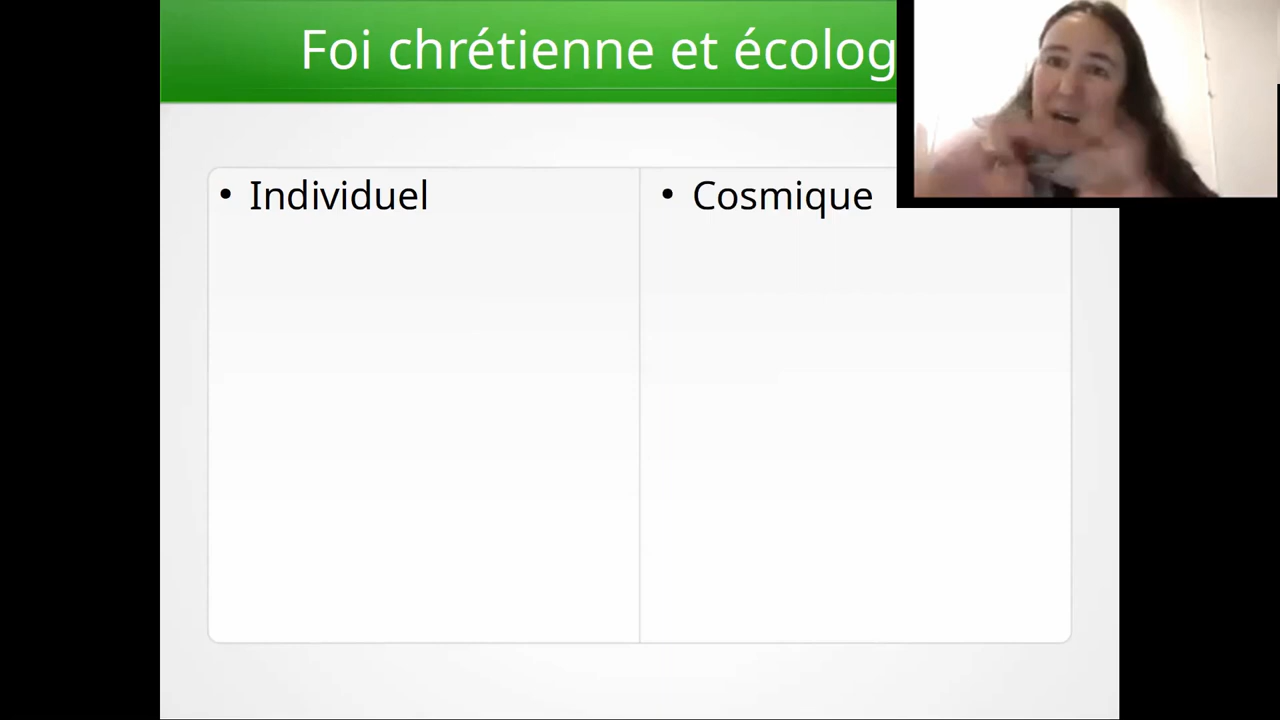 Foi chrétienne et écolog
• Individuel
• Cosmique